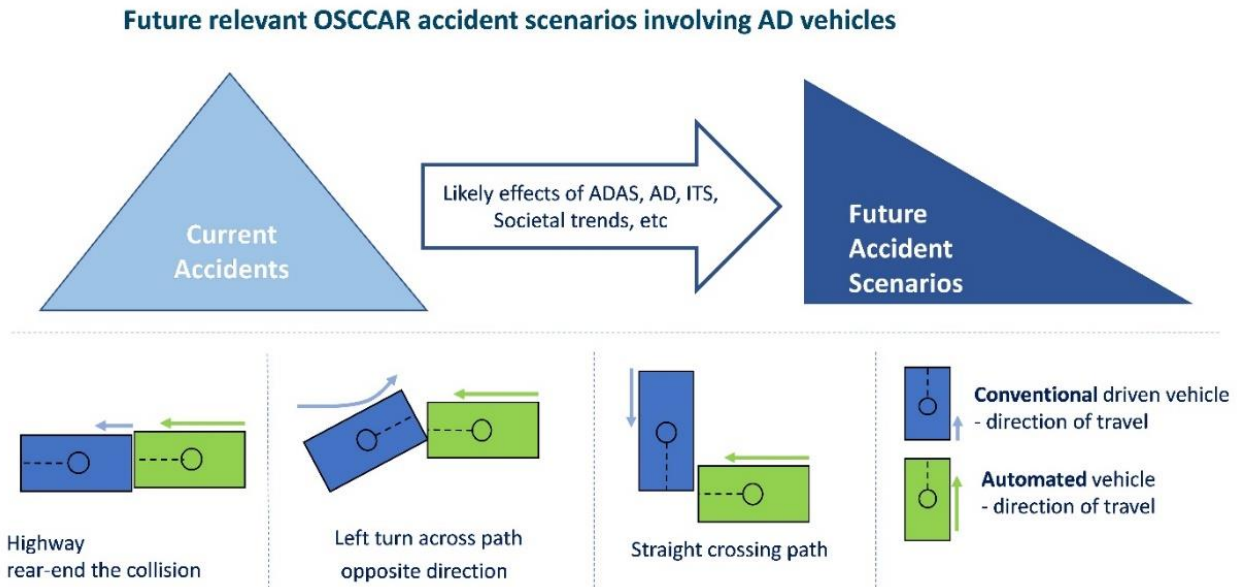 Future relevant OSCCAR accident scenarios involving AD vehicles
Current
Accidents
Likely effects of ADAS, AD, ITS,
Societal trends, etc
Future
Accident
Scenarios
Highway
rear-end the collision
Left turn across path
opposite direction
Straight crossing path
Conventional driven vehicle
- direction of travel
Automated vehicle
- direction of travel